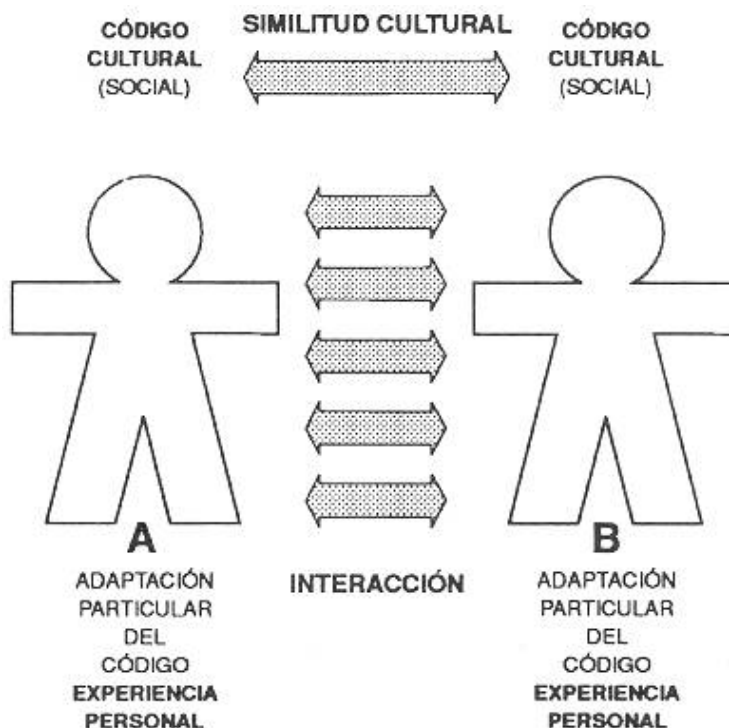 SIMILITUD CULTURAL
CÓDIGO
CULTURAL
(SOCIAL)
CÓDIGO
CULTURAL
(SOCIAL)
A
ADAPTACIÓN
PARTICULAR
DEL
CÓDIGO
EXPERIENCIA
PERSONAL
INTERACCIÓN
B
ADAPTACIÓN
PARTICULAR
DEL
CÓDIGO
EXPERIENCIA
PERSONAL